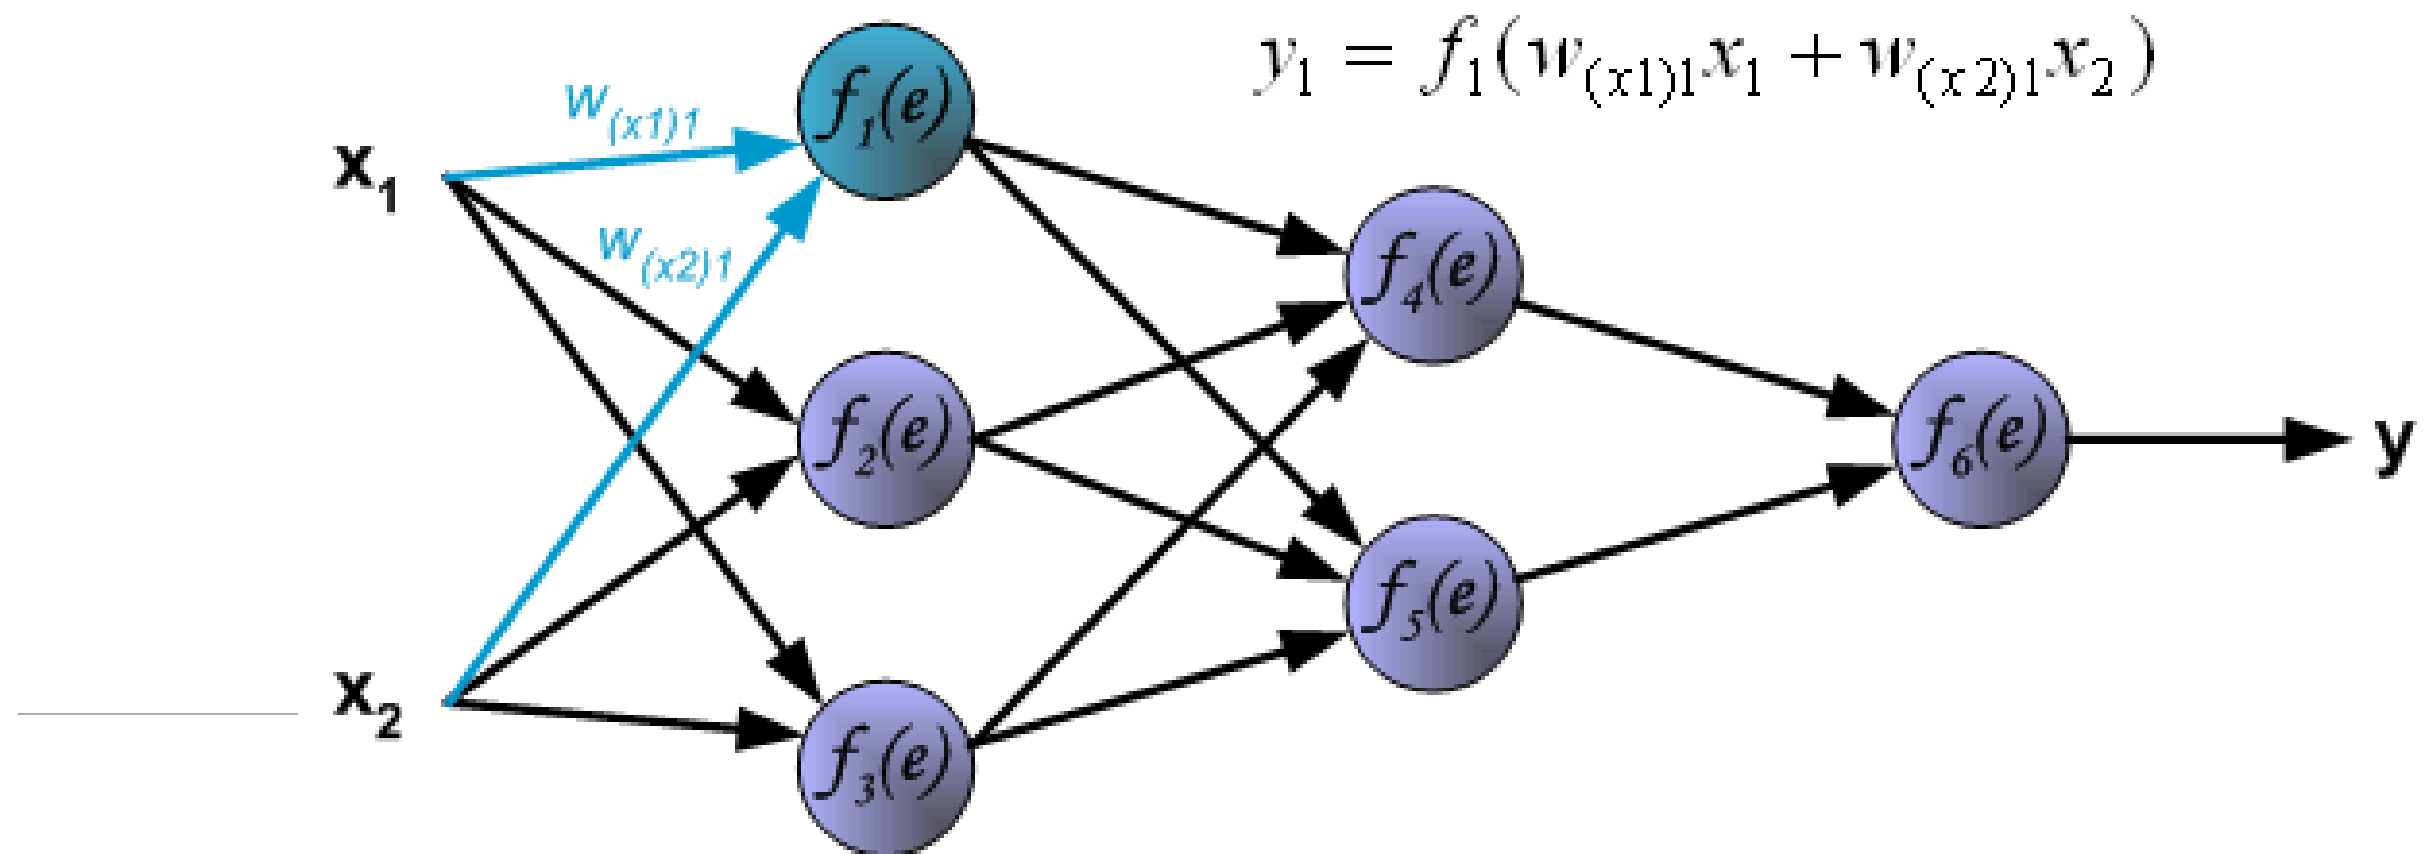 y₁ = f₁(w₍ₓ₁₎₁x₁ + w₍ₓ₂₎₁x₂)
f₁(e)
w₍ₓ₁₎₁
x₁
w₍ₓ₂₎₁
f₄(e)
f₂(e)
f₆(e)
y
f₅(e)
x₂
f₃(e)